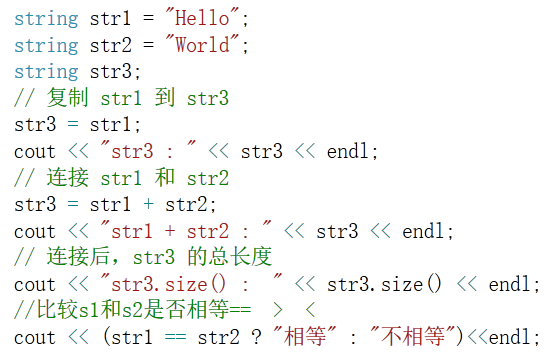 string str1 = "Hello";
string str2 = "World";
string str3;
// 复制 str1 到 str3
str3 = str1;
cout << "str3 : " << str3 << endl;
// 连接 str1 和 str2
str3 = str1 + str2;
cout << "str1 + str2 : " << str3 << endl;
// 连接后，str3 的总长度
cout << "str3.size() :  " << str3.size() << endl;
//比较s1和s2是否相等==  >  <
cout << (str1 == str2 ? "相等" : "不相等")<<endl;